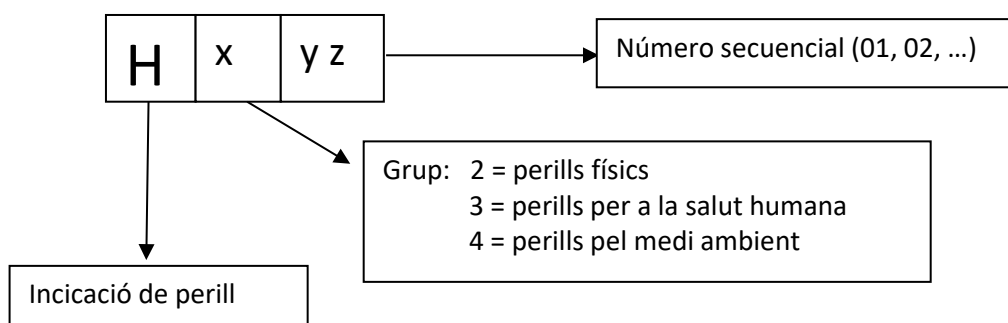 H x y z
Número secuencial (01, 02, …)
Grup: 2 = perills físics
3 = perills per a la salut humana
4 = perills pel medi ambient
Incicació de perill